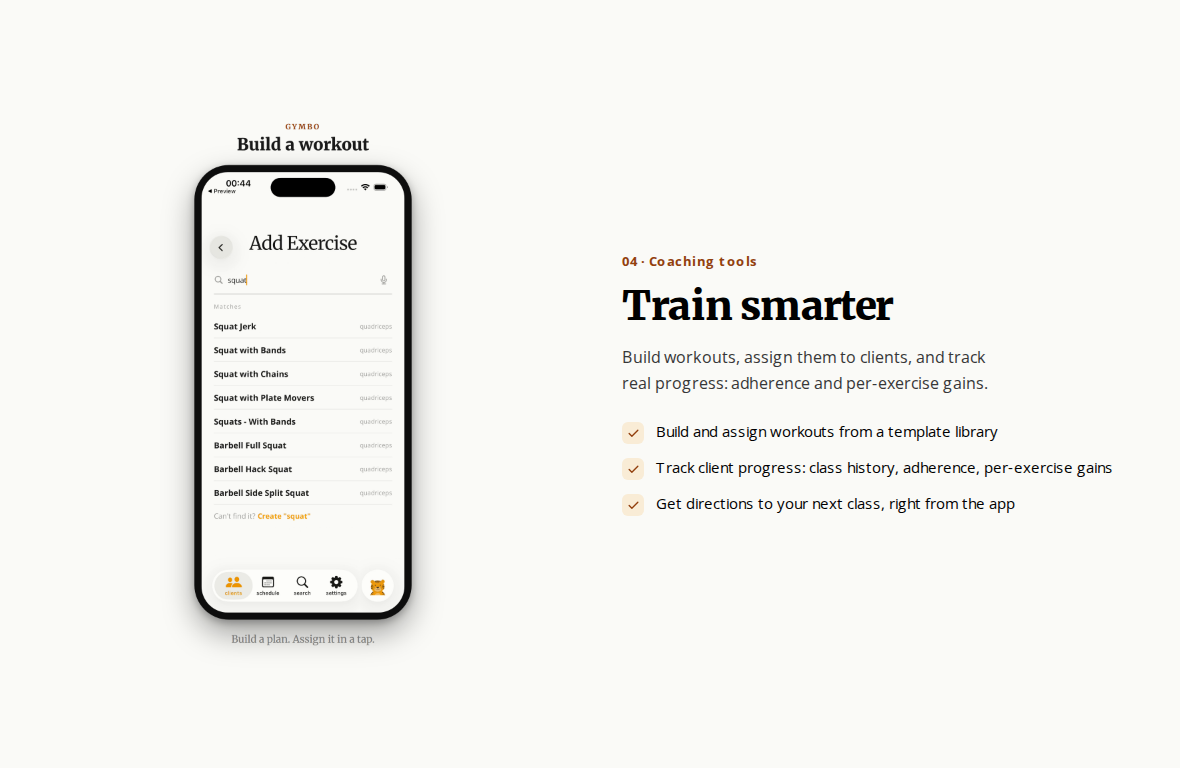 GYMBO
Build a workout
00:44
◀ Preview
Add Exercise
squat
Matches
Squat Jerk quadriceps
Squat with Bands quadriceps
Squat with Chains quadriceps
Squat with Plate Movers quadriceps
Squats - With Bands quadriceps
Barbell Full Squat quadriceps
Barbell Hack Squat quadriceps
Barbell Side Split Squat quadriceps
Can't find it? Create "squat"
clients schedule search settings
Build a plan. Assign it in a tap.
04 · Coaching tools
Train smarter
Build workouts, assign them to clients, and track
real progress: adherence and per-exercise gains.
Build and assign workouts from a template library
Track client progress: class history, adherence, per-exercise gains
Get directions to your next class, right from the app